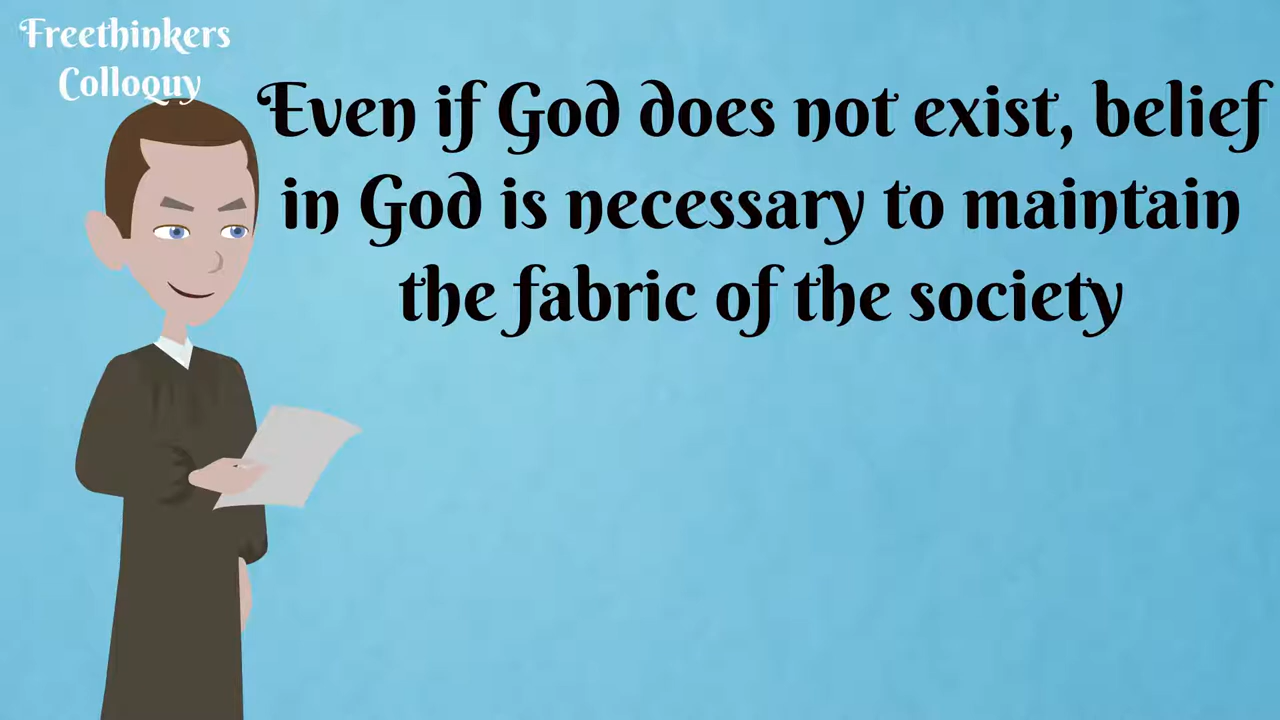 Freethinkers
Colloquy
Even if God does not exist, belief
in God is necessary to maintain
the fabric of the society